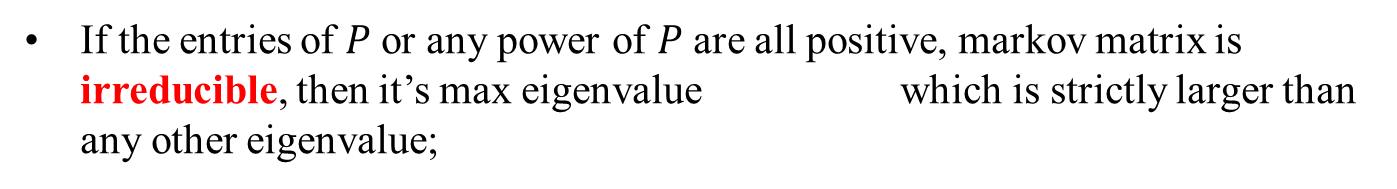 • If the entries of P or any power of P are all positive, markov matrix is
irreducible, then it's max eigenvalue which is strictly larger than
any other eigenvalue;